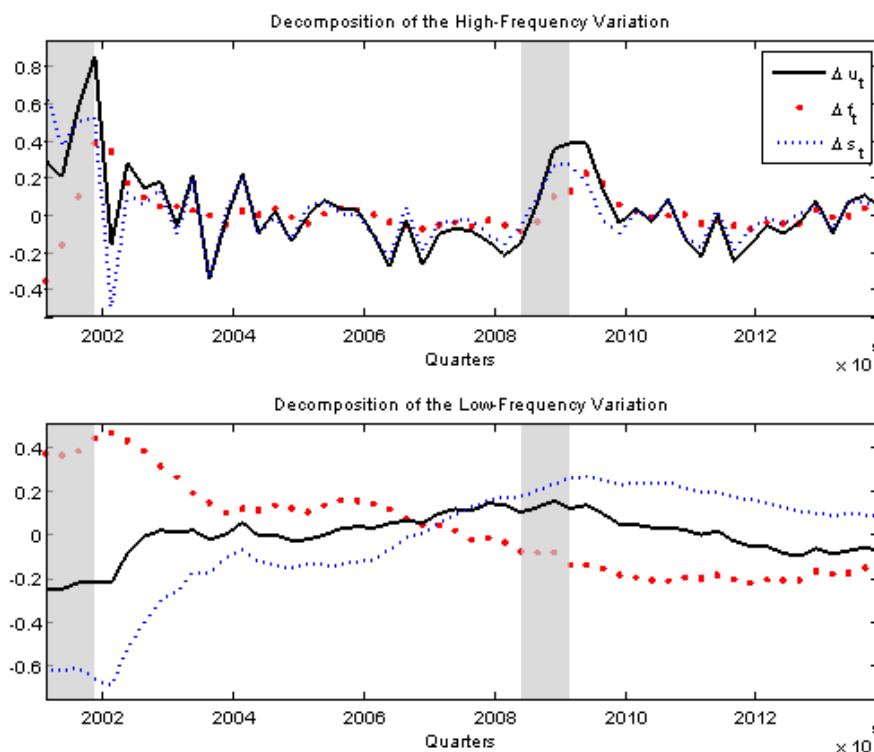 Decomposition of the High-Frequency Variation
0.8
0.6
0.4
0.2
0
-0.2
-0.4
Δ u_t
Δ f_t
Δ s_t
2002 2004 2006 2008 2010 2012
Quarters
× 10
Decomposition of the Low-Frequency Variation
0.4
0.2
0
-0.2
-0.4
-0.6
2002 2004 2006 2008 2010 2012
Quarters
× 10